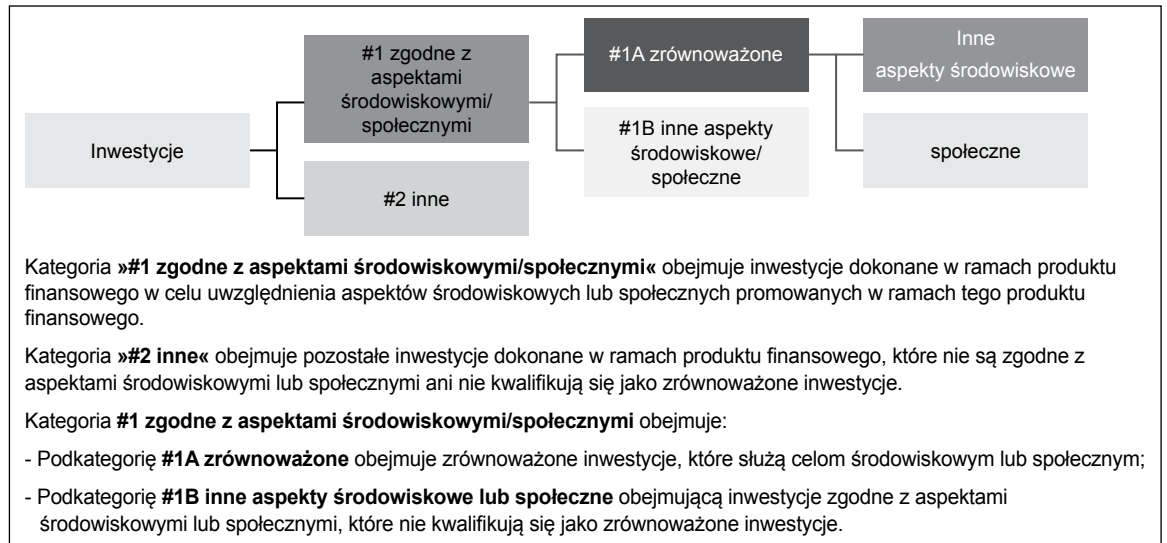 #1 zgodne z
aspektami
środowiskowymi/
społecznymi
#1A zrównoważone
Inne
aspekty środowiskowe
Inwestycje
#1B inne aspekty
środowiskowe/
społeczne
społeczne
#2 inne
Kategoria »#1 zgodne z aspektami środowiskowymi/społecznymi« obejmuje inwestycje dokonane w ramach produktu
finansowego w celu uwzględnienia aspektów środowiskowych lub społecznych promowanych w ramach tego produktu
finansowego.
Kategoria »#2 inne« obejmuje pozostałe inwestycje dokonane w ramach produktu finansowego, które nie są zgodne z
aspektami środowiskowymi lub społecznymi ani nie kwalifikują się jako zrównoważone inwestycje.
Kategoria #1 zgodne z aspektami środowiskowymi/społecznymi obejmuje:
- Podkategorię #1A zrównoważone obejmuje zrównoważone inwestycje, które służą celom środowiskowym lub społecznym;
- Podkategorię #1B inne aspekty środowiskowe lub społeczne obejmującą inwestycje zgodne z aspektami
środowiskowymi lub społecznymi, które nie kwalifikują się jako zrównoważone inwestycje.